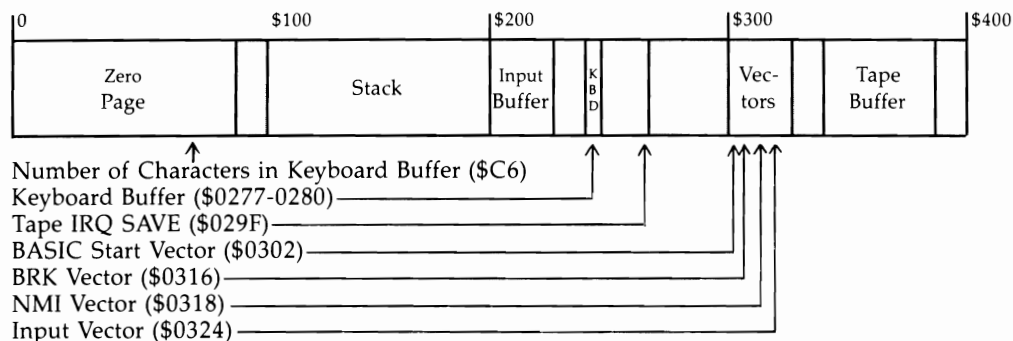 0 $100 $200 $300 $400
Zero
Page
Stack
Input
Buffer
K
B
D
Vec-
tors
Tape
Buffer
Number of Characters in Keyboard Buffer ($C6)
Keyboard Buffer ($0277-0280)
Tape IRQ SAVE ($029F)
BASIC Start Vector ($0302)
BRK Vector ($0316)
NMI Vector ($0318)
Input Vector ($0324)